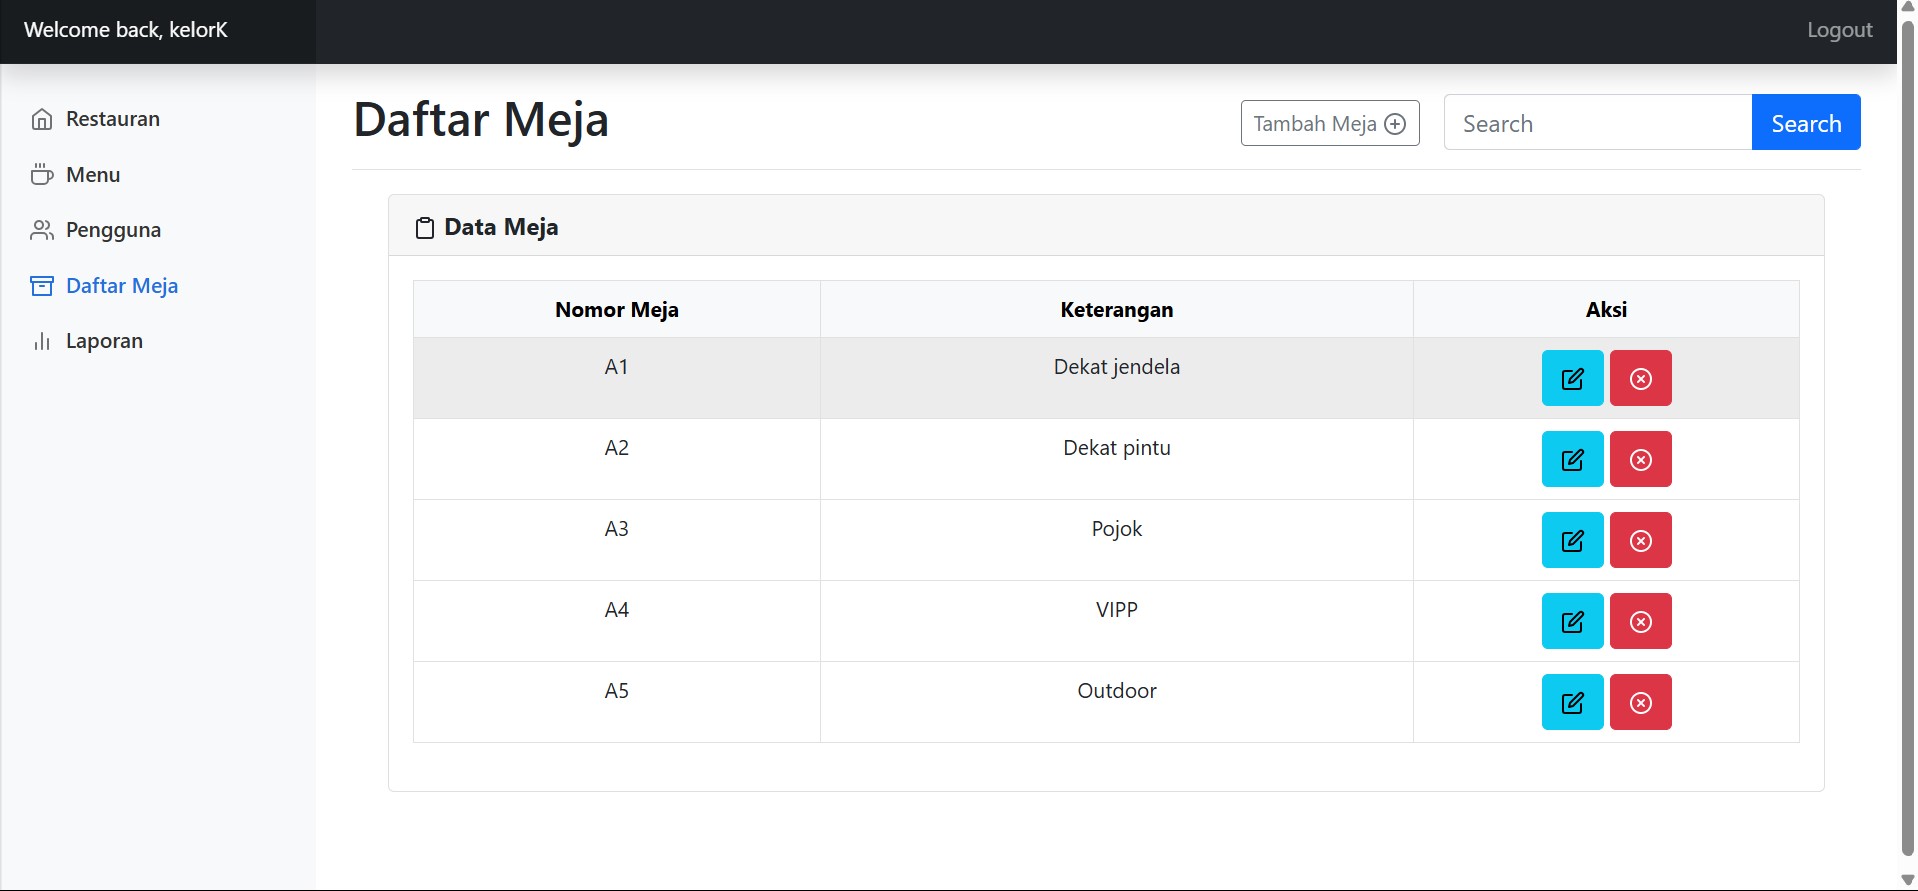 Welcome back, kelorK
Logout
Restauran
Menu
Pengguna
Daftar Meja
Laporan
Daftar Meja
Tambah Meja
Search
Search
Data Meja
Nomor Meja Keterangan Aksi
A1 Dekat jendela
A2 Dekat pintu
A3 Pojok
A4 VIPP
A5 Outdoor